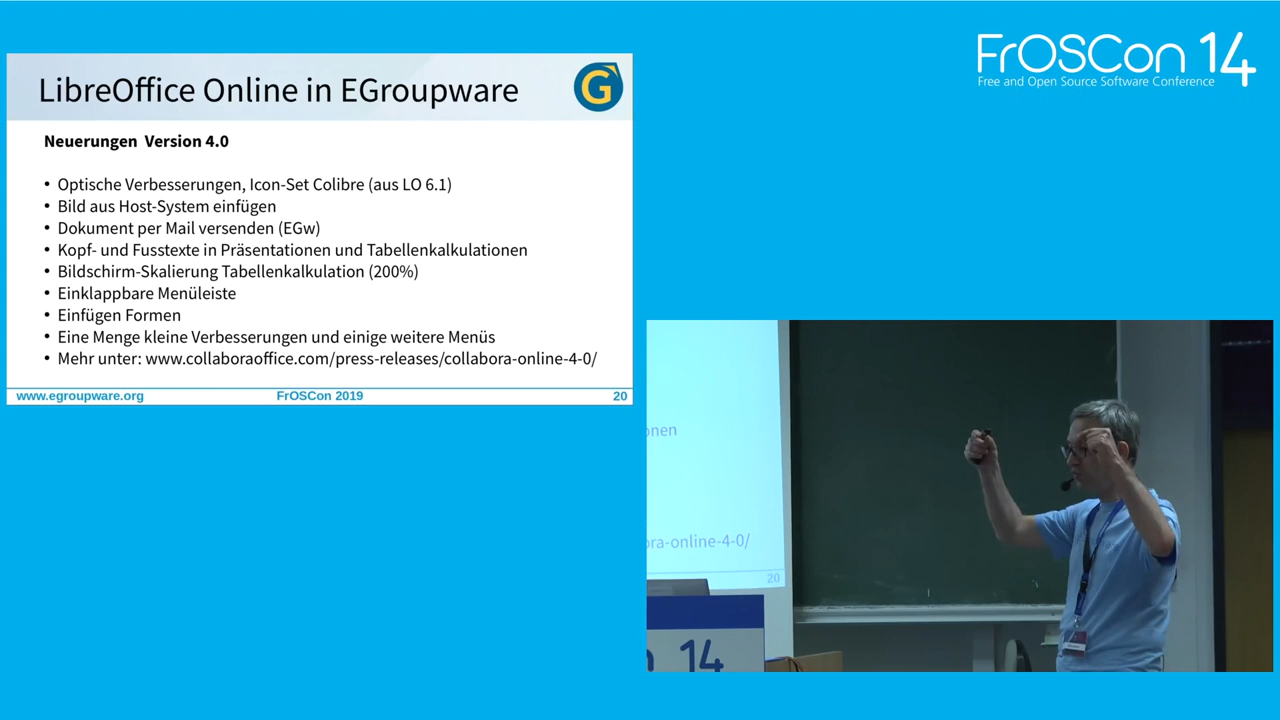 FrOSCon 14
Free and Open Source Software Conference
LibreOffice Online in EGroupware
G
Neuerungen Version 4.0
• Optische Verbesserungen, Icon-Set Colibre (aus LO 6.1)
• Bild aus Host-System einfügen
• Dokument per Mail versenden (EGw)
• Kopf- und Fusstexte in Präsentationen und Tabellenkalkulationen
• Bildschirm-Skalierung Tabellenkalkulation (200%)
• Einklappbare Menüleiste
• Einfügen Formen
• Eine Menge kleine Verbesserungen und einige weitere Menüs
• Mehr unter: www.collaboraoffice.com/press-releases/collabora-online-4-0/
www.egroupware.org FrOSCon 2019 20
onen
ora-online-4-0/
20
n 14